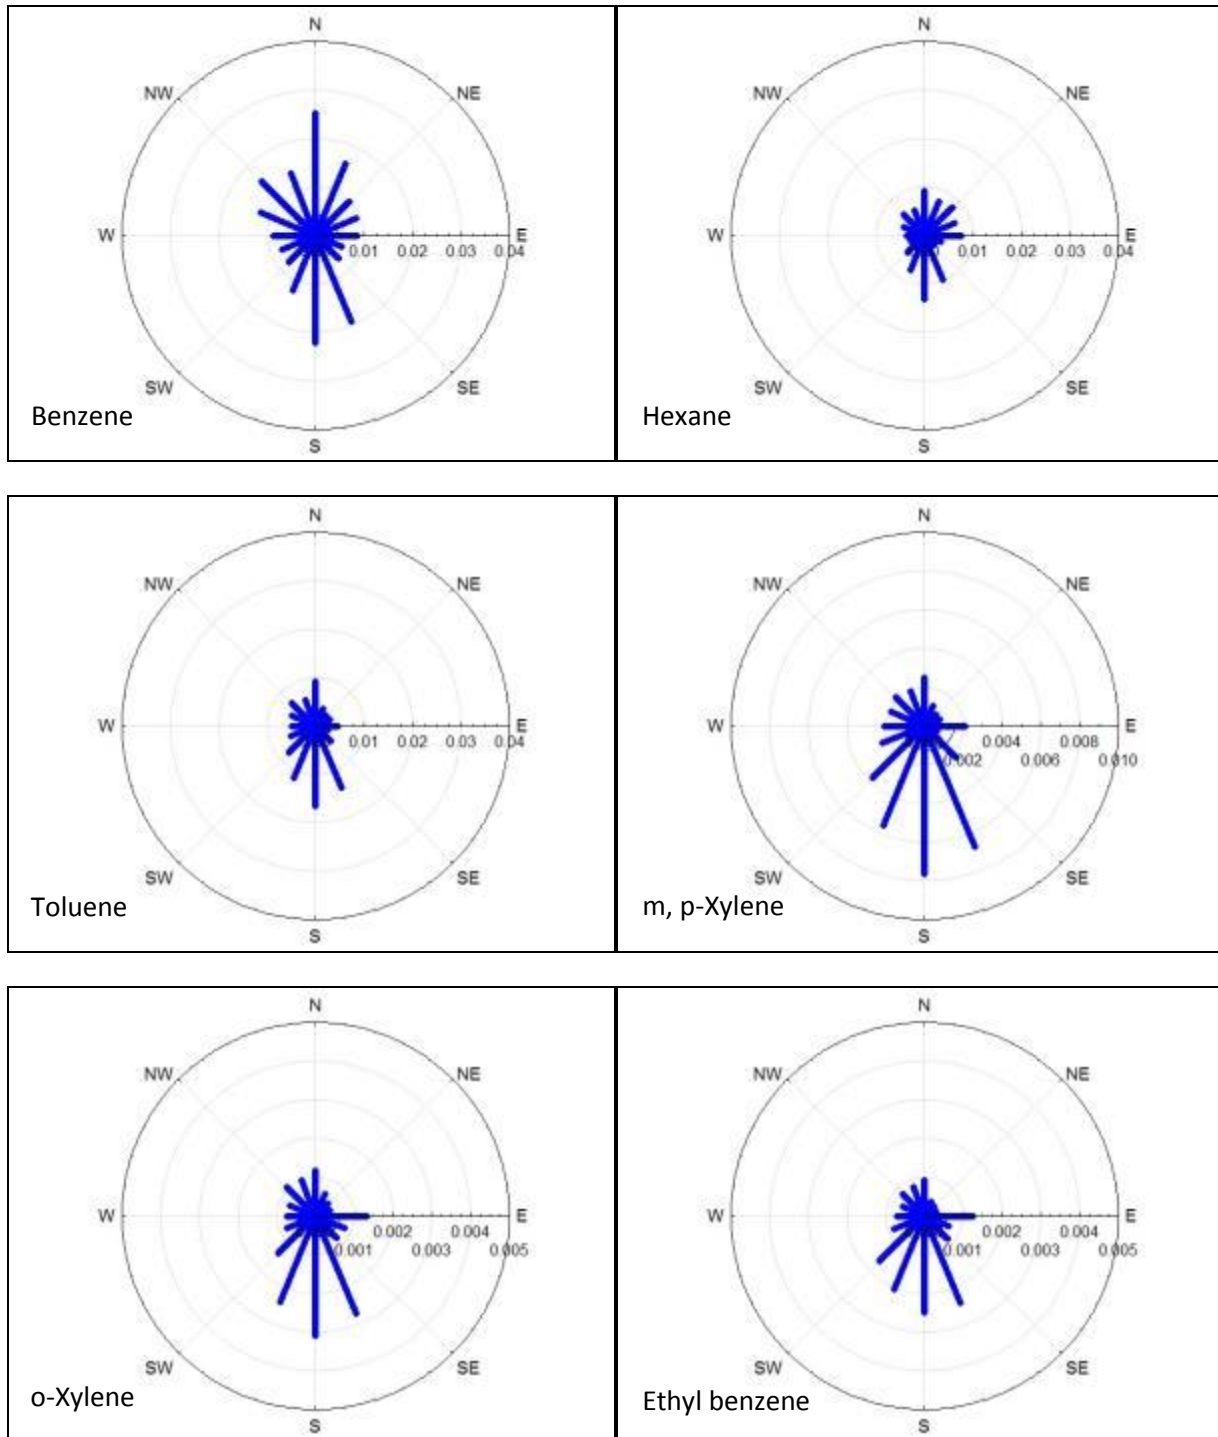 N
NW NE
W E
0.01 0.02 0.03 0.04
SW SE
Benzene
S
N
NW NE
W E
0.01 0.02 0.03 0.04
SW SE
Hexane
S
N
NW NE
W E
0.01 0.02 0.03 0.04
SW SE
Toluene
S
N
NW NE
W E
0.004 0.008
0.002 0.006 0.010
SW SE
m, p-Xylene
S
N
NW NE
W E
0.002 0.004
0.001 0.003 0.005
SW SE
o-Xylene
S
N
NW NE
W E
0.002 0.004
0.001 0.003 0.005
SW SE
Ethyl benzene
S